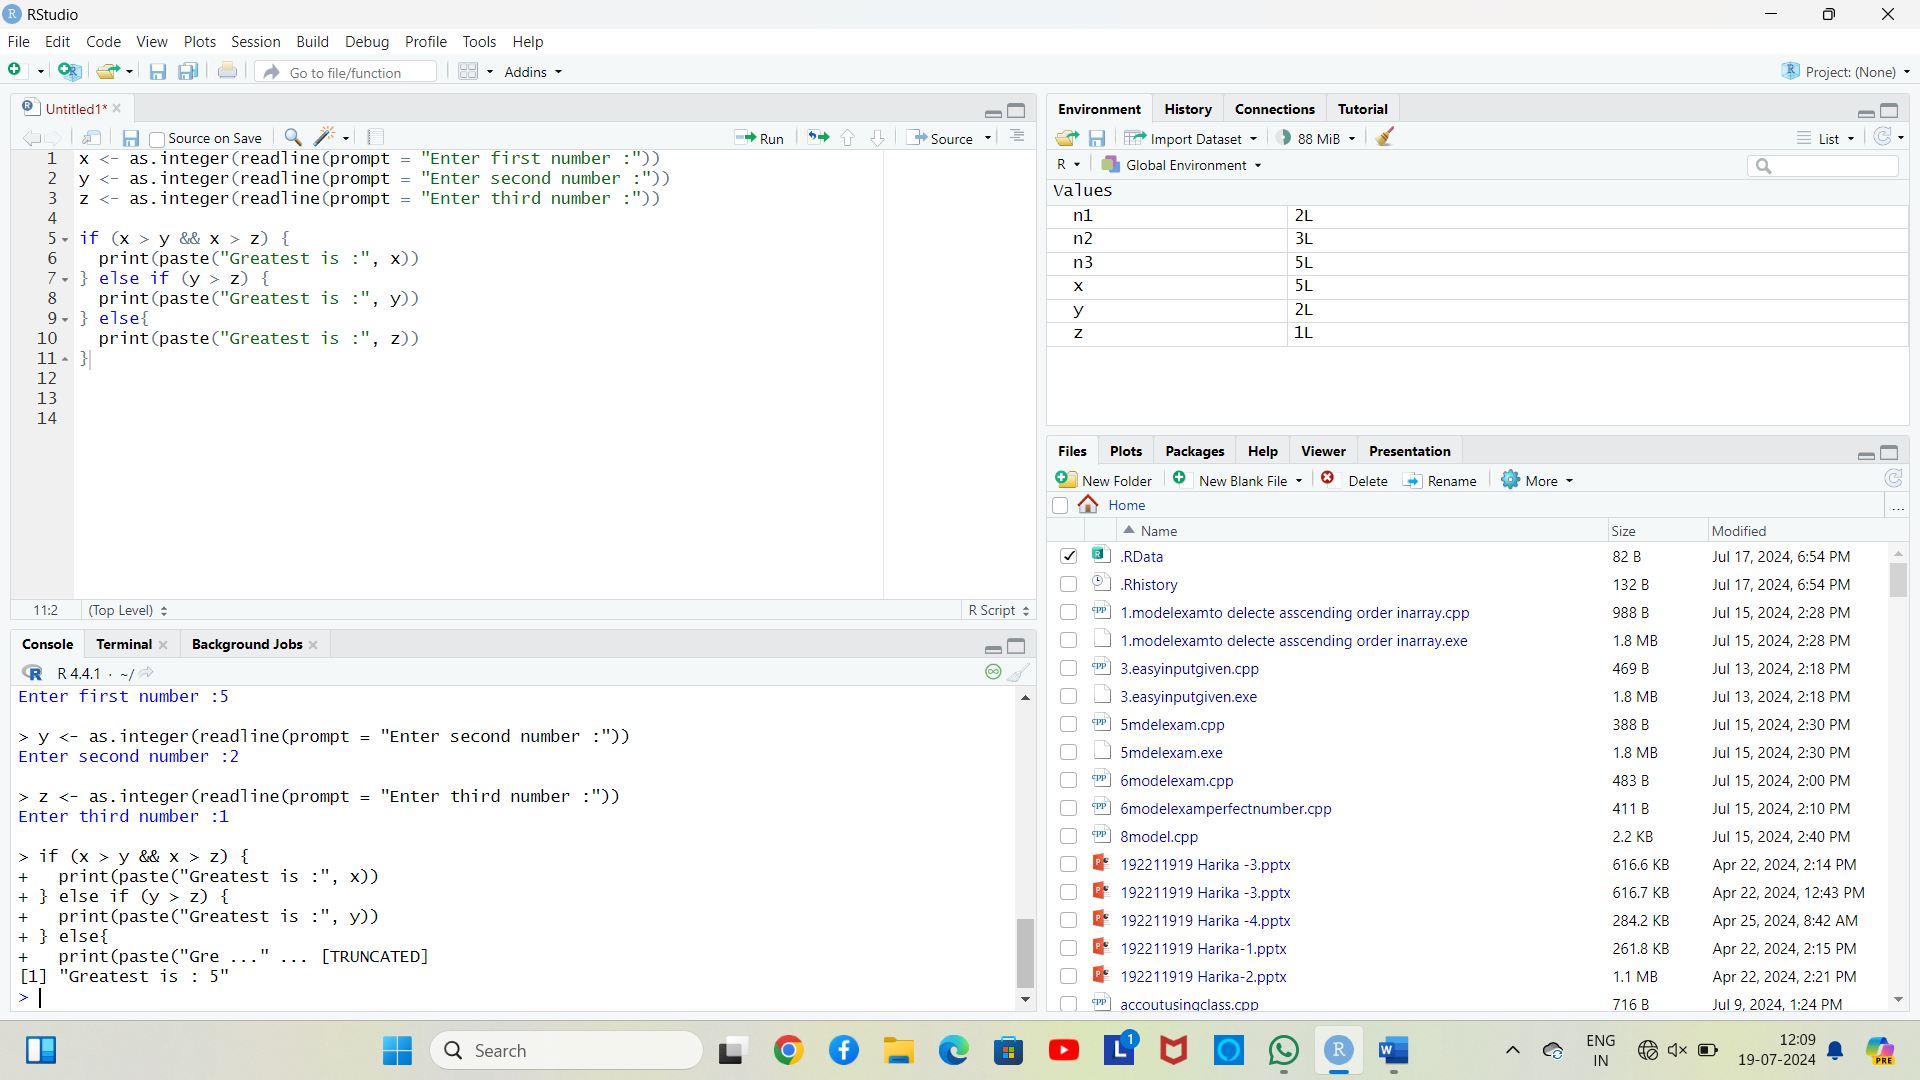 RStudio
File Edit Code View Plots Session Build Debug Profile Tools Help
Go to file/function Addins Project: (None)
Untitled1*
Source on Save Run Source
1 x <- as.integer(readline(prompt = "Enter first number :"))
2 y <- as.integer(readline(prompt = "Enter second number :"))
3 z <- as.integer(readline(prompt = "Enter third number :"))
4
5 if (x > y && x > z) {
6 print(paste("Greatest is :", x))
7 } else if (y > z) {
8 print(paste("Greatest is :", y))
9 } else{
10 print(paste("Greatest is :", z))
11 }
12
13
14
11:2 (Top Level) R Script
Console Terminal Background Jobs
R 4.4.1 · ~/
Enter first number :5
> y <- as.integer(readline(prompt = "Enter second number :"))
Enter second number :2
> z <- as.integer(readline(prompt = "Enter third number :"))
Enter third number :1
> if (x > y && x > z) {
+ print(paste("Greatest is :", x))
+ } else if (y > z) {
+ print(paste("Greatest is :", y))
+ } else{
+ print(paste("Gre ..." ... [TRUNCATED]
[1] "Greatest is : 5"
>
Environment History Connections Tutorial
Import Dataset 88 MiB List
R Global Environment
Values
n1 2L
n2 3L
n3 5L
x 5L
y 2L
z 1L
Files Plots Packages Help Viewer Presentation
New Folder New Blank File Delete Rename More
Home ...
Name Size Modified
.RData 82 B Jul 17, 2024, 6:54 PM
.Rhistory 132 B Jul 17, 2024, 6:54 PM
1.modelexamto delecte asscending order inarray.cpp 988 B Jul 15, 2024, 2:28 PM
1.modelexamto delecte asscending order inarray.exe 1.8 MB Jul 15, 2024, 2:28 PM
3.easyinputgiven.cpp 469 B Jul 13, 2024, 2:18 PM
3.easyinputgiven.exe 1.8 MB Jul 13, 2024, 2:18 PM
5mdelexam.cpp 388 B Jul 15, 2024, 2:30 PM
5mdelexam.exe 1.8 MB Jul 15, 2024, 2:30 PM
6modelexam.cpp 483 B Jul 15, 2024, 2:00 PM
6modelexamperfectnumber.cpp 411 B Jul 15, 2024, 2:10 PM
8model.cpp 2.2 KB Jul 15, 2024, 2:40 PM
192211919 Harika -3.pptx 616.6 KB Apr 22, 2024, 2:14 PM
192211919 Harika -3.pptx 616.7 KB Apr 22, 2024, 12:43 PM
192211919 Harika -4.pptx 284.2 KB Apr 25, 2024, 8:42 AM
192211919 Harika-1.pptx 261.8 KB Apr 22, 2024, 2:15 PM
192211919 Harika-2.pptx 1.1 MB Apr 22, 2024, 2:21 PM
accoutusingclass.cpp 716 B Jul 9, 2024, 1:24 PM
Search
L 1
ENG
IN
12:09
19-07-2024
PRE